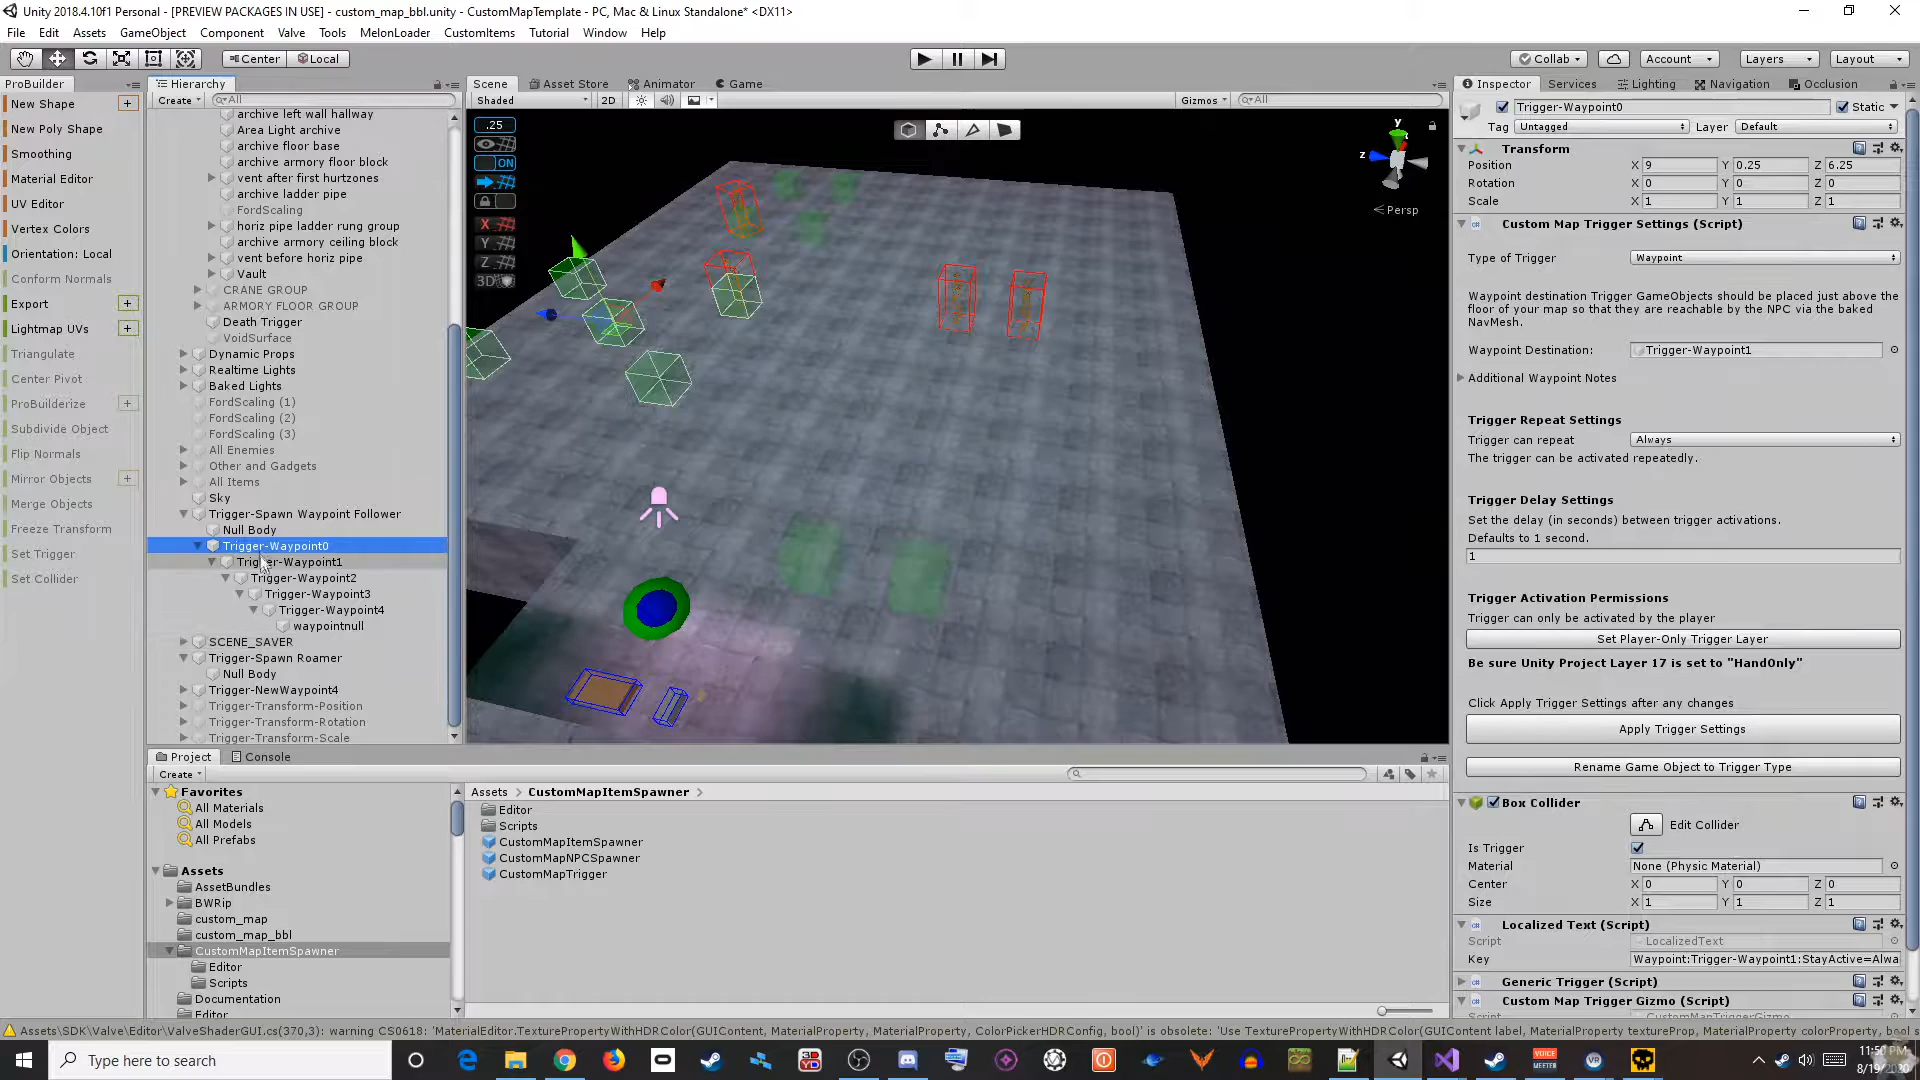 Unity 2018.4.10f1 Personal - [PREVIEW PACKAGES IN USE] - custom_map_bbl.unity - CustomMapTemplate - PC, Mac & Linux Standalone* <DX11>
File Edit Assets GameObject Component Valve Tools MelonLoader CustomItems Tutorial Window Help
Center Local Collab Account Layers Layout
ProBuilder
New Shape
New Poly Shape
Smoothing
Material Editor
UV Editor
Vertex Colors
Orientation: Local
Conform Normals
Export
Lightmap UVs
Triangulate
Center Pivot
ProBuilderize
Subdivide Object
Flip Normals
Mirror Objects
Merge Objects
Freeze Transform
Set Trigger
Set Collider
Hierarchy
Create All
archive left wall hallway
Area Light archive
archive floor base
archive armory floor block
vent after first hurtzones
archive ladder pipe
FordScaling
horiz pipe ladder rung group
archive armory ceiling block
vent before horiz pipe
Vault
CRANE GROUP
ARMORY FLOOR GROUP
Death Trigger
VoidSurface
Dynamic Props
Realtime Lights
Baked Lights
FordScaling (1)
FordScaling (2)
FordScaling (3)
All Enemies
Other and Gadgets
All Items
Sky
Trigger-Spawn Waypoint Follower
Null Body
Trigger-Waypoint0
Trigger-Waypoint1
Trigger-Waypoint2
Trigger-Waypoint3
Trigger-Waypoint4
waypointnull
SCENE_SAVER
Trigger-Spawn Roamer
Null Body
Trigger-NewWaypoint4
Trigger-Transform-Position
Trigger-Transform-Rotation
Trigger-Transform-Scale
Scene Asset Store Animator Game
Shaded 2D Gizmos All
.25
ON
X
Y
Z
3D
y
z
Persp
Inspector Services Lighting Navigation Occlusion
Trigger-Waypoint0 Static
Tag Untagged Layer Default
Transform
Position X 9 Y 0.25 Z 6.25
Rotation X 0 Y 0 Z 0
Scale X 1 Y 1 Z 1
Custom Map Trigger Settings (Script)
Type of Trigger Waypoint
Waypoint destination Trigger GameObjects should be placed just above the
floor of your map so that they are reachable by the NPC via the baked
NavMesh.
Waypoint Destination: Trigger-Waypoint1
Additional Waypoint Notes
Trigger Repeat Settings
Trigger can repeat Always
The trigger can be activated repeatedly.
Trigger Delay Settings
Set the delay (in seconds) between trigger activations.
Defaults to 1 second.
1
Trigger Activation Permissions
Trigger can only be activated by the player
Set Player-Only Trigger Layer
Be sure Unity Project Layer 17 is set to "HandOnly"
Click Apply Trigger Settings after any changes
Apply Trigger Settings
Rename Game Object to Trigger Type
Box Collider
Edit Collider
Is Trigger
Material None (Physic Material)
Center X 0 Y 0 Z 0
Size X 1 Y 1 Z 1
Localized Text (Script)
Script LocalizedText
Key Waypoint:Trigger-Waypoint1:StayActive=Alwa
Generic Trigger (Script)
Custom Map Trigger Gizmo (Script)
Project Console
Create
Favorites
All Materials
All Models
All Prefabs
Assets
AssetBundles
BWRip
custom_map
custom_map_bbl
CustomMapItemSpawner
Editor
Scripts
Documentation
Editor
Assets > CustomMapItemSpawner >
Editor
Scripts
CustomMapItemSpawner
CustomMapNPCSpawner
CustomMapTrigger
Assets\SDK\Valve\Editor\ValveShaderGUI.cs(370,3): warning CS0618: 'MaterialEditor.TexturePropertyWithHDRColor(GUIContent, MaterialProperty, MaterialProperty, ColorPickerHDRConfig, bool)' is obsolete: 'Use TexturePropertyWithHDRColor(GUIContent label, MaterialProperty textureProp, MaterialProperty colorProperty, bool s
Type here to search
VOICE MEETER
VR